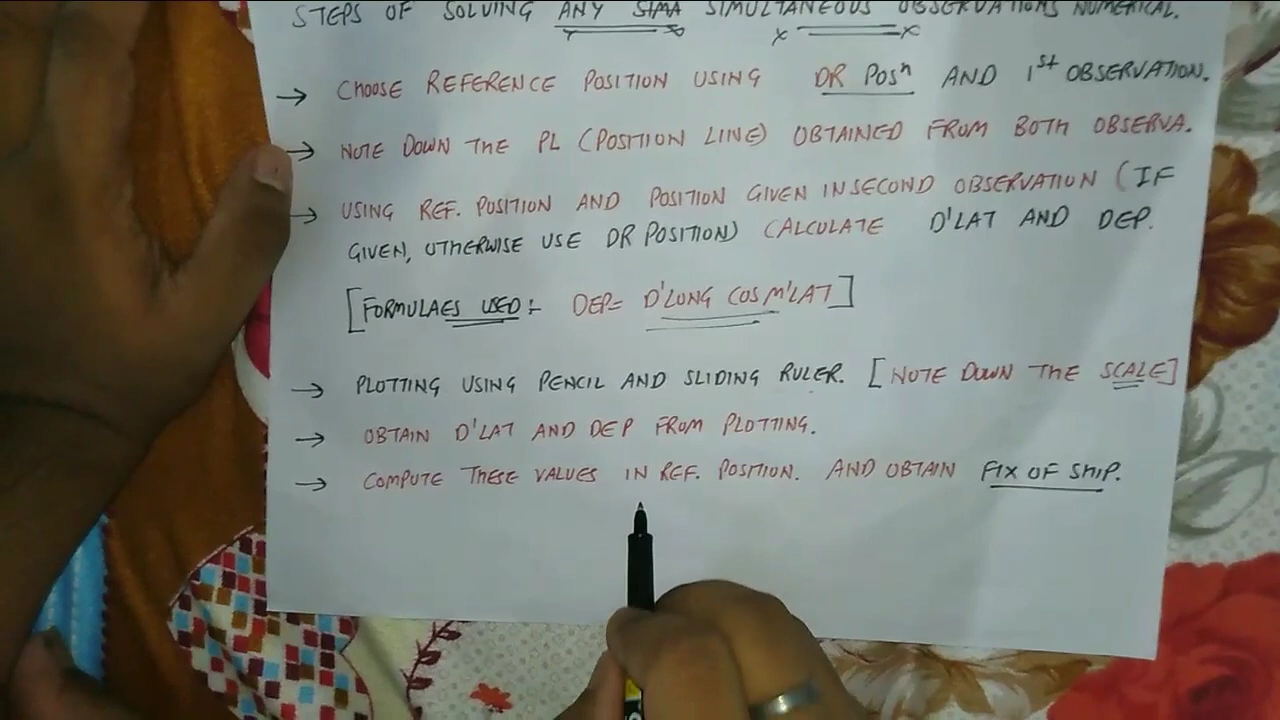 STEPS OF SOLVING ANY SIMA SIMULTANEOUS OBSERVATIONS NUMERICAL.
→ CHOOSE REFERENCE POSITION USING DR POSⁿ AND 1st OBSERVATION.
→ NOTE DOWN THE PL (POSITION LINE) OBTAINED FROM BOTH OBSERVA.
→ USING REF. POSITION AND POSITION GIVEN IN SECOND OBSERVATION (IF
GIVEN, OTHERWISE USE DR POSITION) CALCULATE D'LAT AND DEP.
[FORMULAES USED:- DEP= D'LONG COS M'LAT]
→ PLOTTING USING PENCIL AND SLIDING RULER. [NOTE DOWN THE SCALE]
→ OBTAIN D'LAT AND DEP FROM PLOTTING.
→ COMPUTE THESE VALUES IN REF. POSITION. AND OBTAIN FIX OF SHIP.